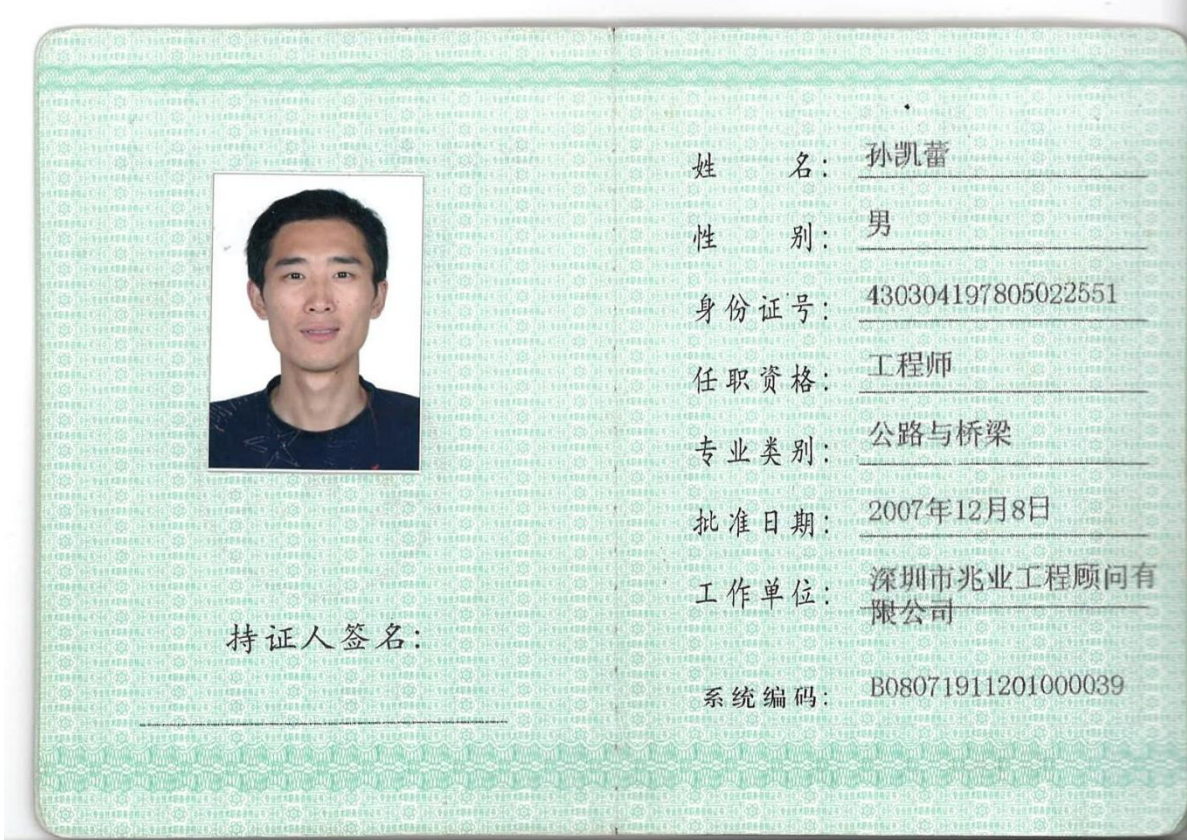 持证人签名:
姓 名: 孙凯蕾
性 别: 男
身份证号: 430304197805022551
任职资格: 工程师
专业类别: 公路与桥梁
批准日期: 2007年12月8日
工作单位: 深圳市兆业工程顾问有
限公司
系统编码: B08071911201000039